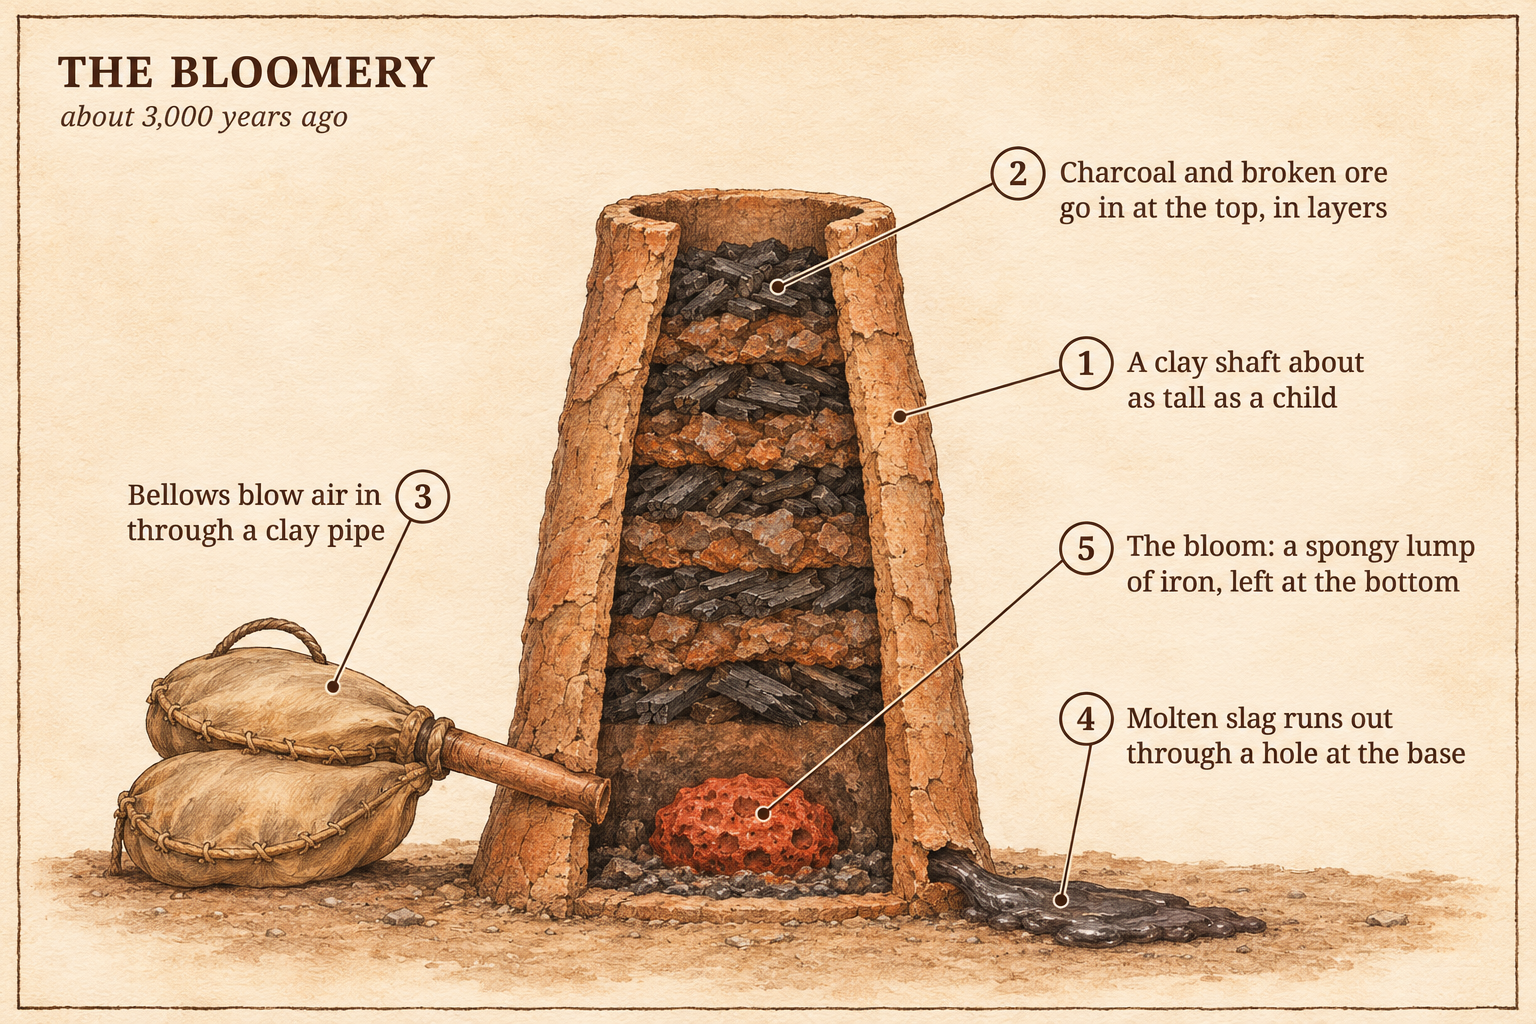 THE BLOOMERY
about 3,000 years ago
2
Charcoal and broken ore
go in at the top, in layers
1
A clay shaft about
as tall as a child
3
Bellows blow air in
through a clay pipe
5
The bloom: a spongy lump
of iron, left at the bottom
4
Molten slag runs out
through a hole at the base